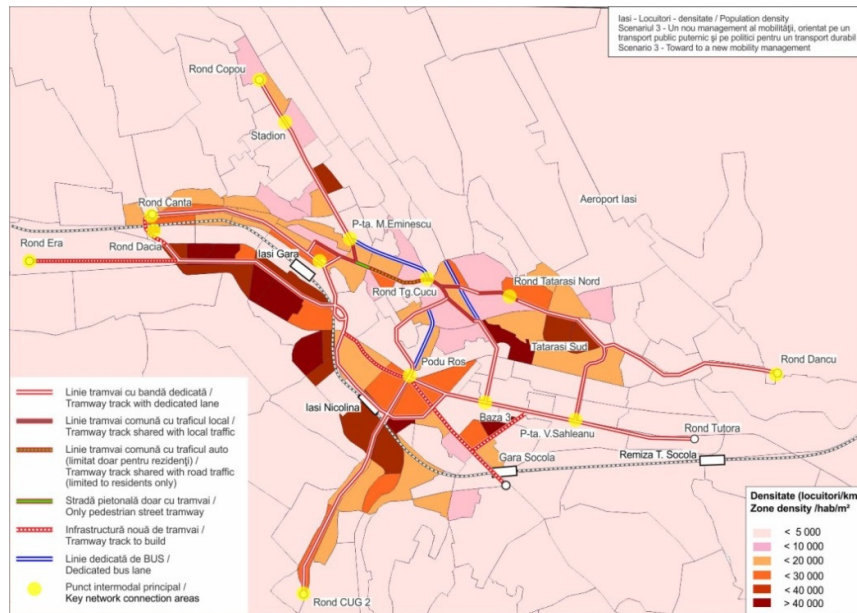 Iasi - Locuitori - densitate / Population density
Scenariul 3 - Un nou management al mobilităţii, orientat pe un
transport public puternic şi pe politici pentru un transport durabil
Scenario 3 - Toward to a new mobility management
Rond Copou
Stadion
Aeroport Iasi
Rond Canta
P-ta. M.Eminescu
Rond Era
Rond Dacia
Iasi Gara
Rond Tatarasi Nord
Rond Tg.Cucu
Tatarasi Sud
Podu Ros
Rond Dancu
Iasi Nicolina
Baza 3
P-ta. V.Sahleanu
Rond Tutora
Gara Socola
Remiza T. Socola
Rond CUG 2
Linie tramvai cu bandă dedicată /
Tramway track with dedicated lane
Linie tramvai comună cu traficul local /
Tramway track shared with local traffic
Linie tramvai comună cu traficul auto
(limitat doar pentru rezidenţi) /
Tramway track shared with road traffic
(limited to residents only)
Stradă pietonală doar cu tramvai /
Only pedestrian street tramway
Infrastructură nouă de tramvai /
Tramway track to build
Linie dedicată de BUS /
Dedicated bus lane
Punct intermodal principal /
Key network connection areas
Densitate (locuitori/km
Zone density /hab/m²
< 5 000
< 10 000
< 20 000
< 30 000
< 40 000
> 40 000